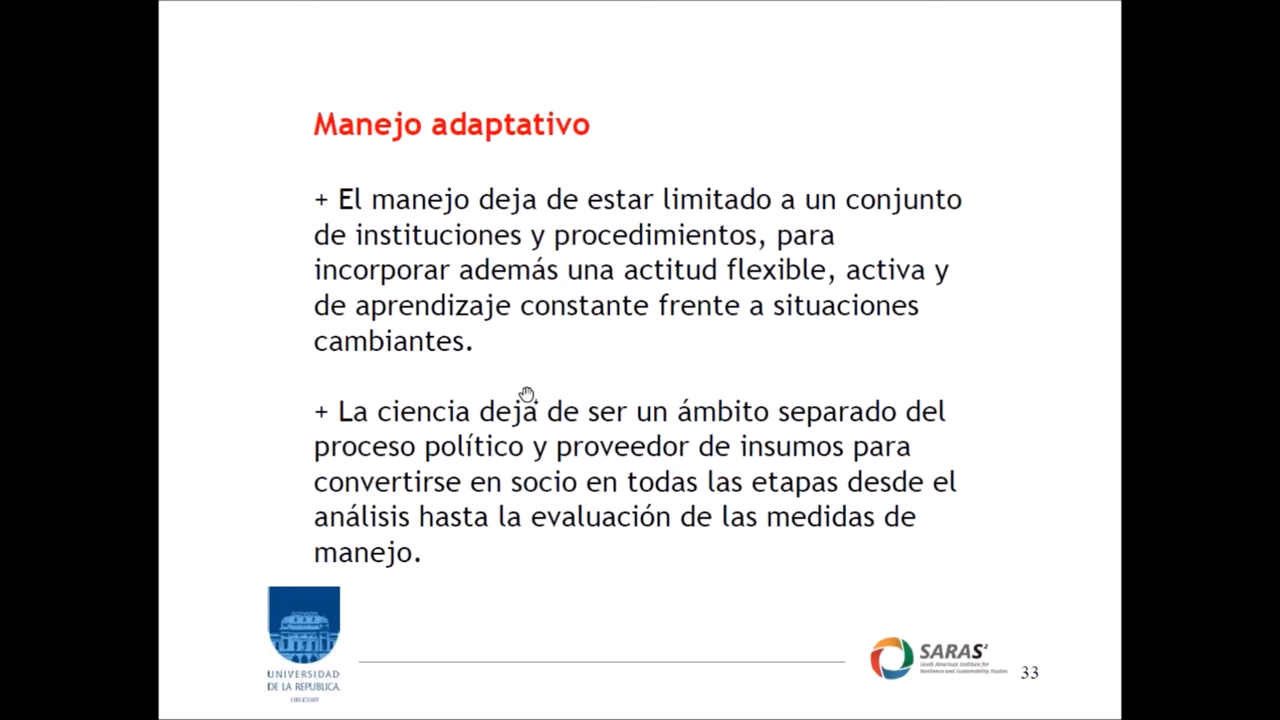 Manejo adaptativo
+ El manejo deja de estar limitado a un conjunto
de instituciones y procedimientos, para
incorporar además una actitud flexible, activa y
de aprendizaje constante frente a situaciones
cambiantes.
+ La ciencia deja de ser un ámbito separado del
proceso político y proveedor de insumos para
convertirse en socio en todas las etapas desde el
análisis hasta la evaluación de las medidas de
manejo.
UNIVERSIDAD
DE LA REPUBLICA
URUGUAY
SARAS²
South American Institute for
Resilience and Sustainability Studies
33